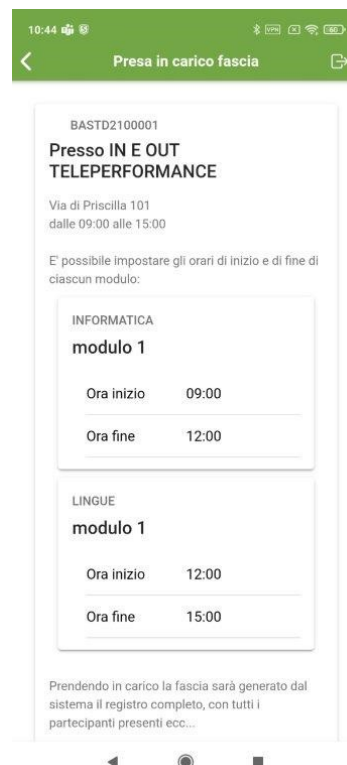 10:44
VPN
60
Presa in carico fascia
BASTD2100001
Presso IN E OUT
TELEPERFORMANCE
Via di Priscilla 101
dalle 09:00 alle 15:00
E' possibile impostare gli orari di inizio e di fine di
ciascun modulo:
INFORMATICA
modulo 1
Ora inizio 09:00
Ora fine 12:00
LINGUE
modulo 1
Ora inizio 12:00
Ora fine 15:00
Prendendo in carico la fascia sarà generato dal
sistema il registro completo, con tutti i
partecipanti presenti ecc...